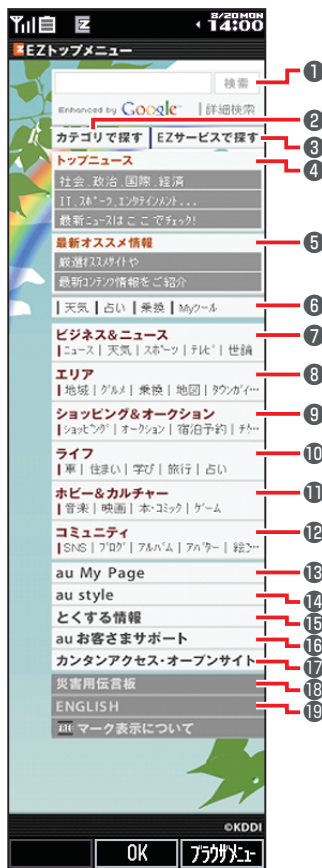 8/20 MON
14:00
EZトップメニュー
検索
Enhanced by Google™ |詳細検索
カテゴリで探す EZサービスで探す
トップニュース
社会、政治、国際、経済
IT、スポーツ、エンタテインメント...
最新ニュースはここでチェック!
最新オススメ情報
厳選オススメサイトや
最新コンテンツ情報をご紹介
|天気|占い|乗換|Myツール
ビジネス&ニュース
|ニュース|天気|スポーツ|テレビ|世論
エリア
|地域|グルメ|乗換|地図|タウンガイ…
ショッピング&オークション
|ショッピング|オークション|宿泊予約|チケ…
ライフ
|車|住まい|学び|旅行|占い
ホビー&カルチャー
|音楽|映画|本・コミック|ゲーム
コミュニティ
|SNS|ブログ|アルバム|アバター|絵文…
au My Page
au style
とくする情報
au お客さまサポート
カンタンアクセス・オープンサイト
災害用伝言板
ENGLISH
マーク表示について
©KDDI
OK ブラウザメニュー
❶
❷
❸
❹
❺
❻
❼
❽
❾
❿
⓫
⓬
⓭
⓮
⓯
⓰
⓱
⓲
⓳